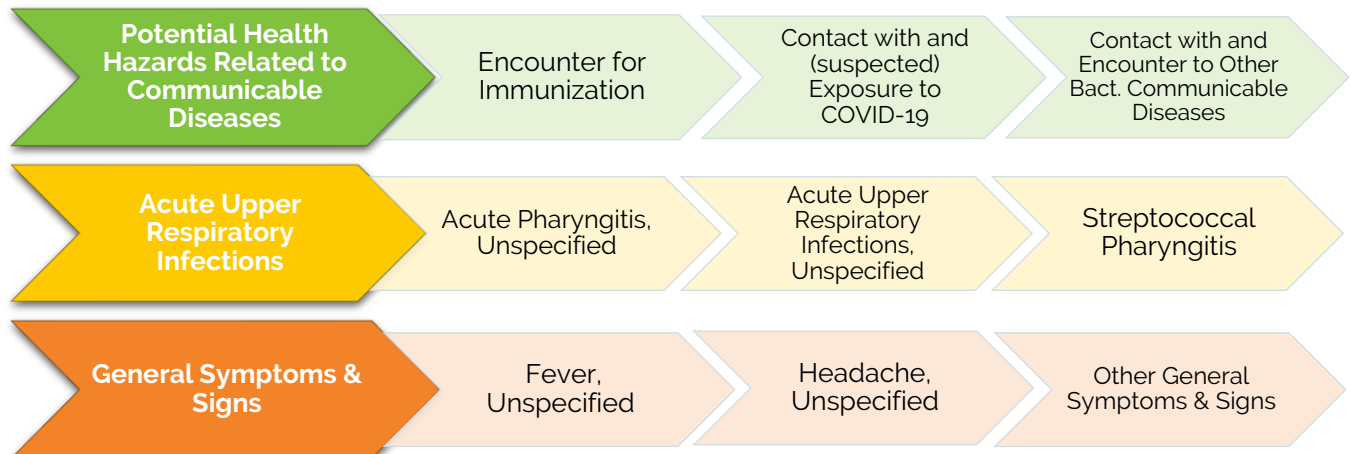 Potential Health
Hazards Related to
Communicable
Diseases
Encounter for
Immunization
Contact with and
(suspected)
Exposure to
COVID-19
Contact with and
Encounter to Other
Bact. Communicable
Diseases
Acute Upper
Respiratory
Infections
Acute Pharyngitis,
Unspecified
Acute Upper
Respiratory
Infections,
Unspecified
Streptococcal
Pharyngitis
General Symptoms &
Signs
Fever,
Unspecified
Headache,
Unspecified
Other General
Symptoms & Signs